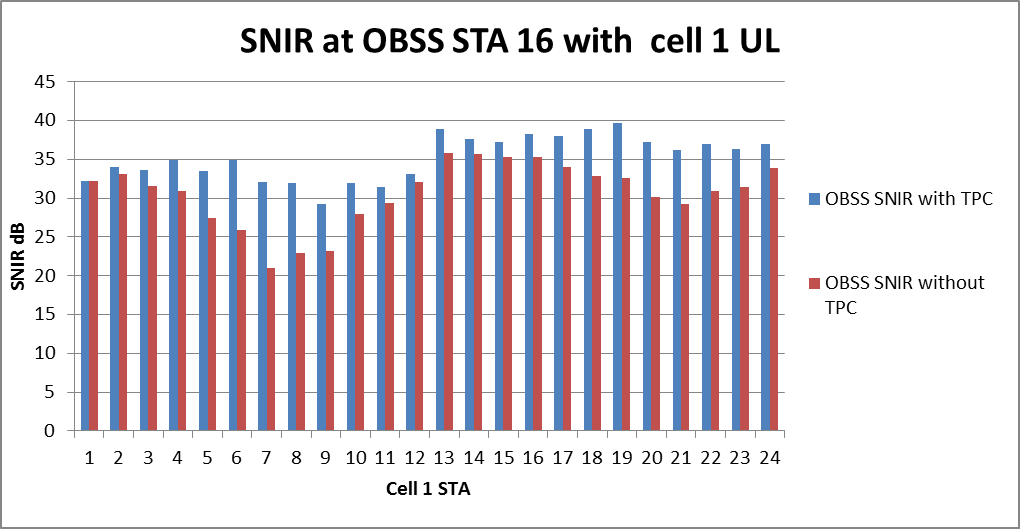 SNIR at OBSS STA 16 with  cell 1 UL
45
40
35
30
25
20
15
10
5
0
SNIR dB
1 2 3 4 5 6 7 8 9 10 11 12 13 14 15 16 17 18 19 20 21 22 23 24
Cell 1 STA
OBSS SNIR with TPC
OBSS SNIR without
TPC